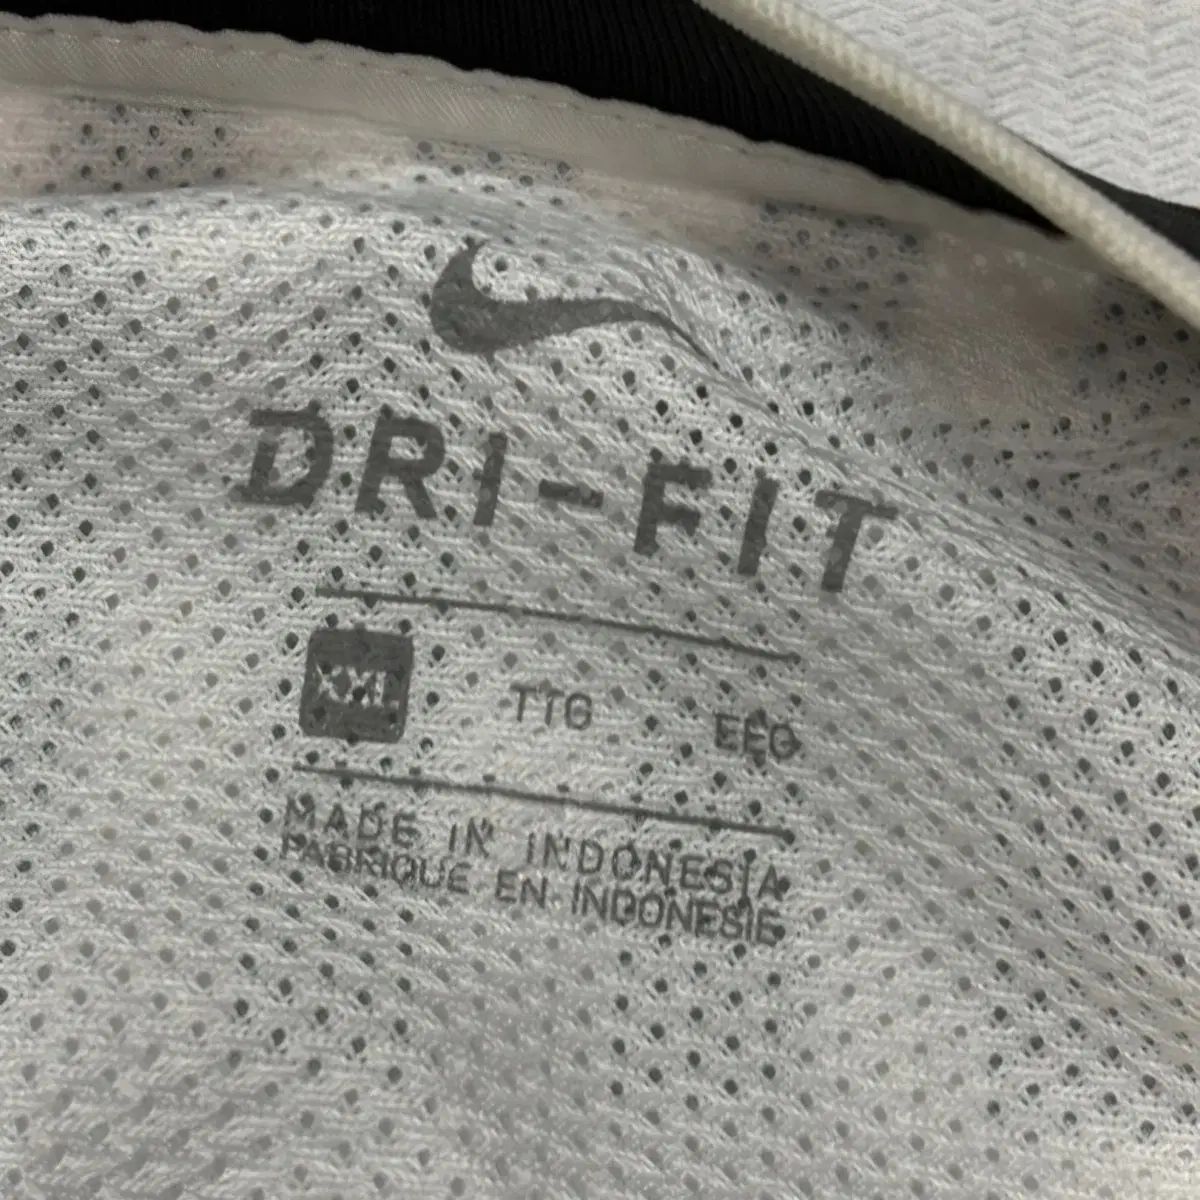 DRI-FIT
XXL TTG EEG
MADE IN INDONESIA
FABRIQUE EN INDONESIE